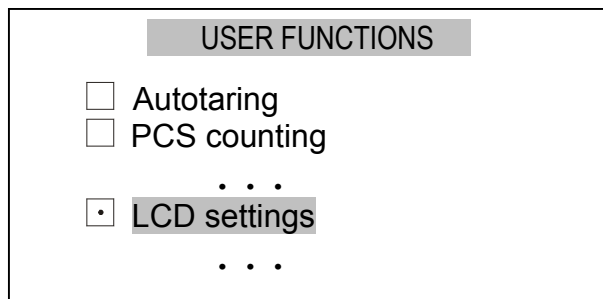 USER FUNCTIONS
Autotaring
PCS counting
. . .
LCD settings
. . .